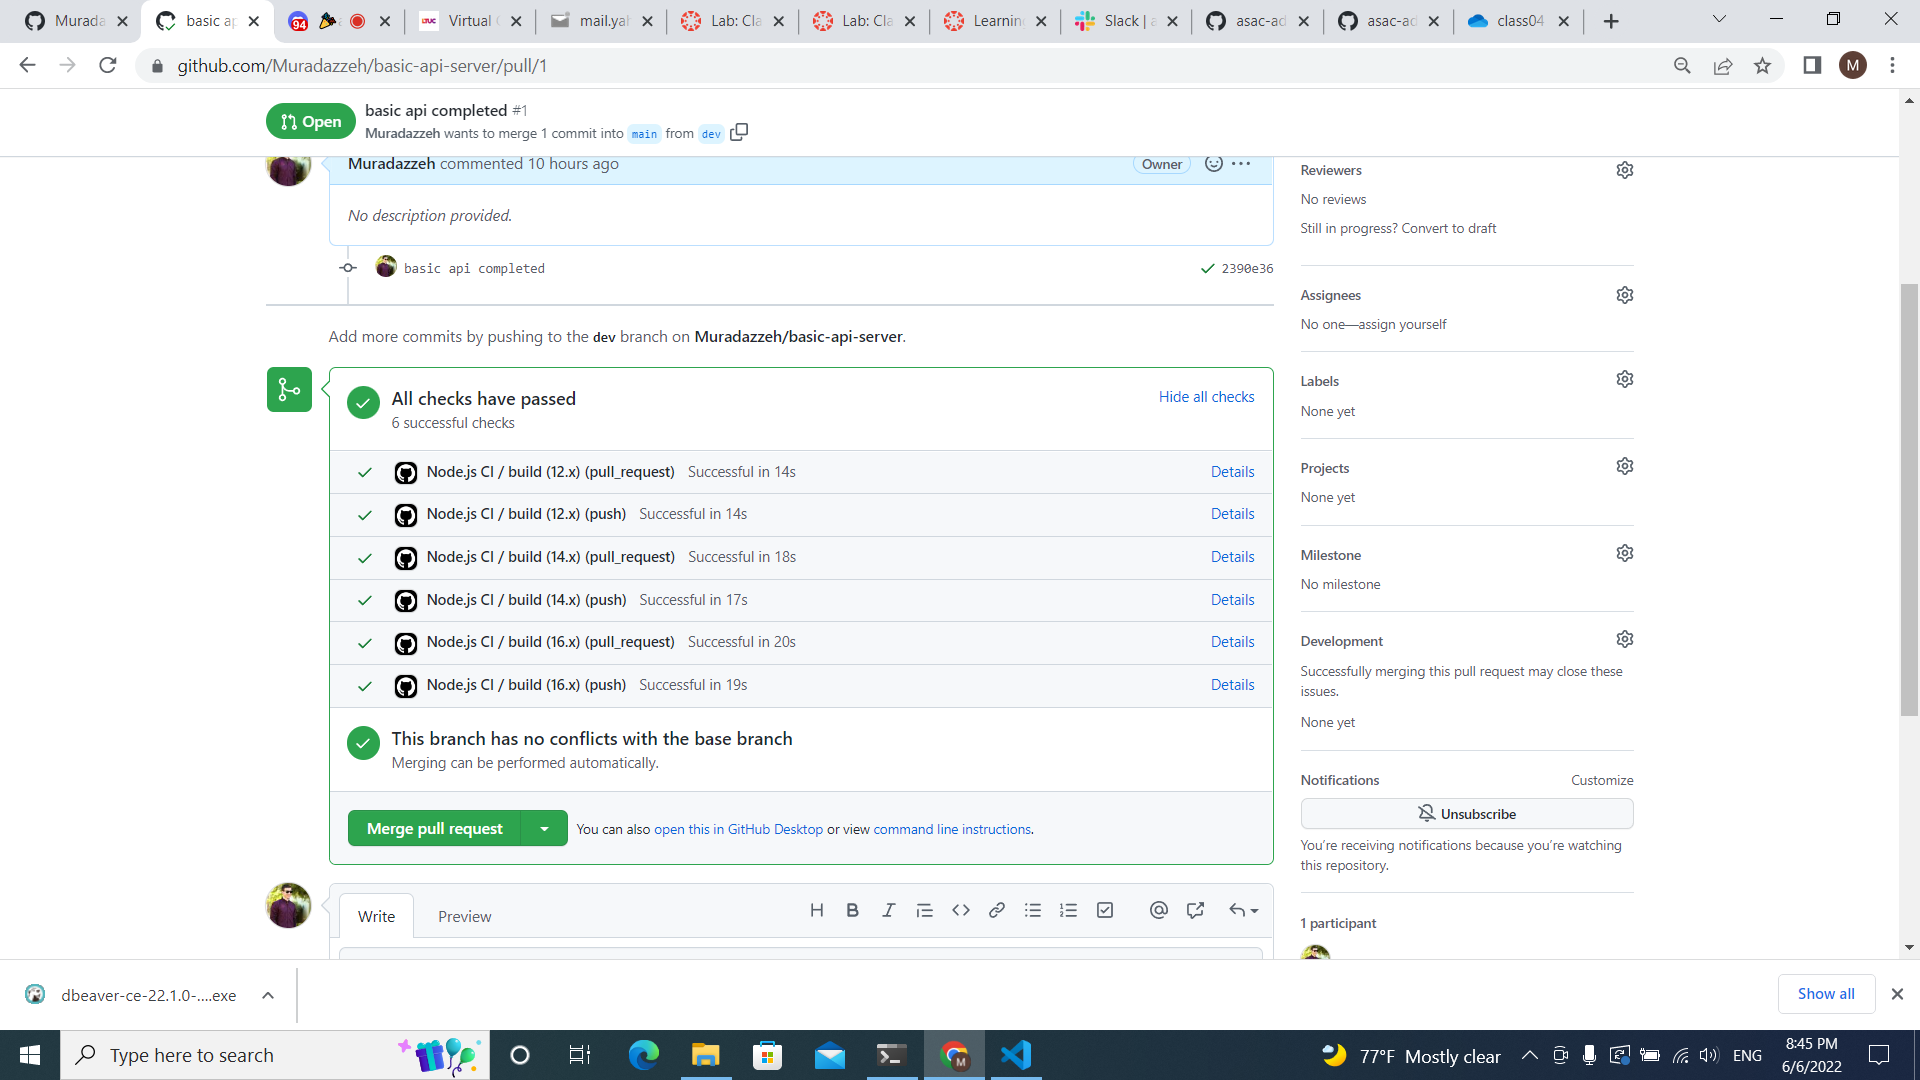 Murada
basic ap
94
Virtual C
mail.yah
Lab: Cla
Lab: Cla
Learning
Slack | a
asac-ad
asac-ad
class04
github.com/Muradazzeh/basic-api-server/pull/1
M
Open
basic api completed #1
Muradazzeh wants to merge 1 commit into main from dev
Muradazzeh commented 10 hours ago
Owner
No description provided.
basic api completed
2390e36
Add more commits by pushing to the dev branch on Muradazzeh/basic-api-server.
All checks have passed
6 successful checks
Hide all checks
Node.js CI / build (12.x) (pull_request) Successful in 14s Details
Node.js CI / build (12.x) (push) Successful in 14s Details
Node.js CI / build (14.x) (pull_request) Successful in 18s Details
Node.js CI / build (14.x) (push) Successful in 17s Details
Node.js CI / build (16.x) (pull_request) Successful in 20s Details
Node.js CI / build (16.x) (push) Successful in 19s Details
This branch has no conflicts with the base branch
Merging can be performed automatically.
Merge pull request
You can also open this in GitHub Desktop or view command line instructions.
Write
Preview
Reviewers
No reviews
Still in progress? Convert to draft
Assignees
No one—assign yourself
Labels
None yet
Projects
None yet
Milestone
No milestone
Development
Successfully merging this pull request may close these
issues.
None yet
Notifications
Customize
Unsubscribe
You're receiving notifications because you're watching
this repository.
1 participant
dbeaver-ce-22.1.0-....exe
Show all
Type here to search
M
77°F Mostly clear
ENG
8:45 PM
6/6/2022